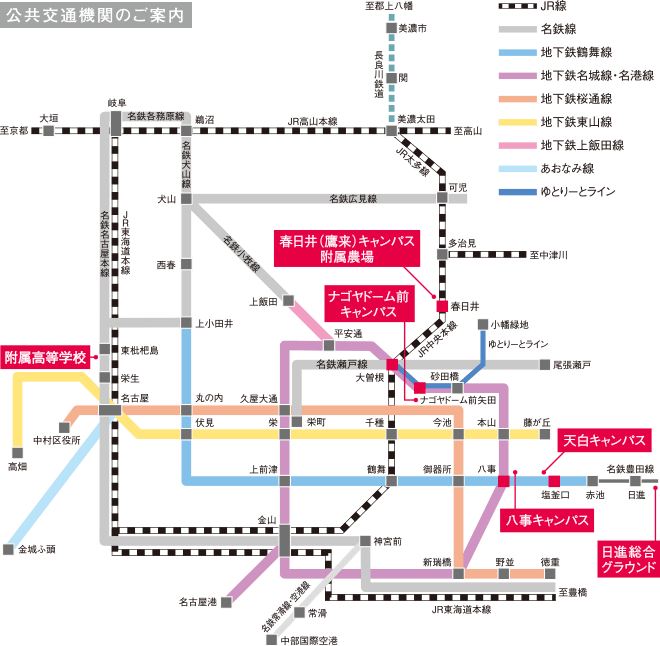 公共交通機関のご案内
至郡上八幡
美濃市
長良川鉄道
関
JR線
名鉄線
地下鉄鶴舞線
地下鉄名城線・名港線
地下鉄桜通線
地下鉄東山線
地下鉄上飯田線
あおなみ線
ゆとりーとライン
岐阜
大垣
名鉄各務原線
鵜沼
JR高山本線
美濃太田
至京都
至高山
名鉄犬山線
JR太多線
犬山
名鉄広見線
可児
名鉄名古屋本線
JR東海道本線
名鉄小牧線
春日井(鷹来)キャンパス
附属農場
多治見
至中津川
西春
上飯田
ナゴヤドーム前
キャンパス
春日井
上小田井
平安通
JR中央本線
小幡緑地
ゆとりーとライン
附属高等学校
東枇杷島
名鉄瀬戸線
大曽根
砂田橋
尾張瀬戸
栄生
名古屋
丸の内
久屋大通
ナゴヤドーム前矢田
中村区役所
伏見
栄
栄町
千種
今池
本山
藤が丘
天白キャンパス
高畑
上前津
鶴舞
御器所
八事
塩釜口
赤池
名鉄豊田線
日進
八事キャンパス
金山
神宮前
日進総合
グラウンド
金城ふ頭
新瑞橋
野並
徳重
名古屋港
名鉄常滑線・空港線
常滑
至豊橋
JR東海道本線
中部国際空港